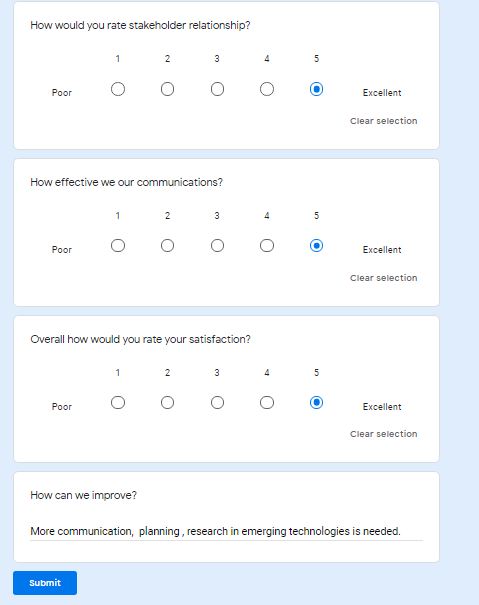 How would you rate stakeholder relationship?
1 2 3 4 5
Poor Excellent
Clear selection
How effective we our communications?
1 2 3 4 5
Poor Excellent
Clear selection
Overall how would you rate your satisfaction?
1 2 3 4 5
Poor Excellent
Clear selection
How can we improve?
More communication, planning , research in emerging technologies is needed.
Submit